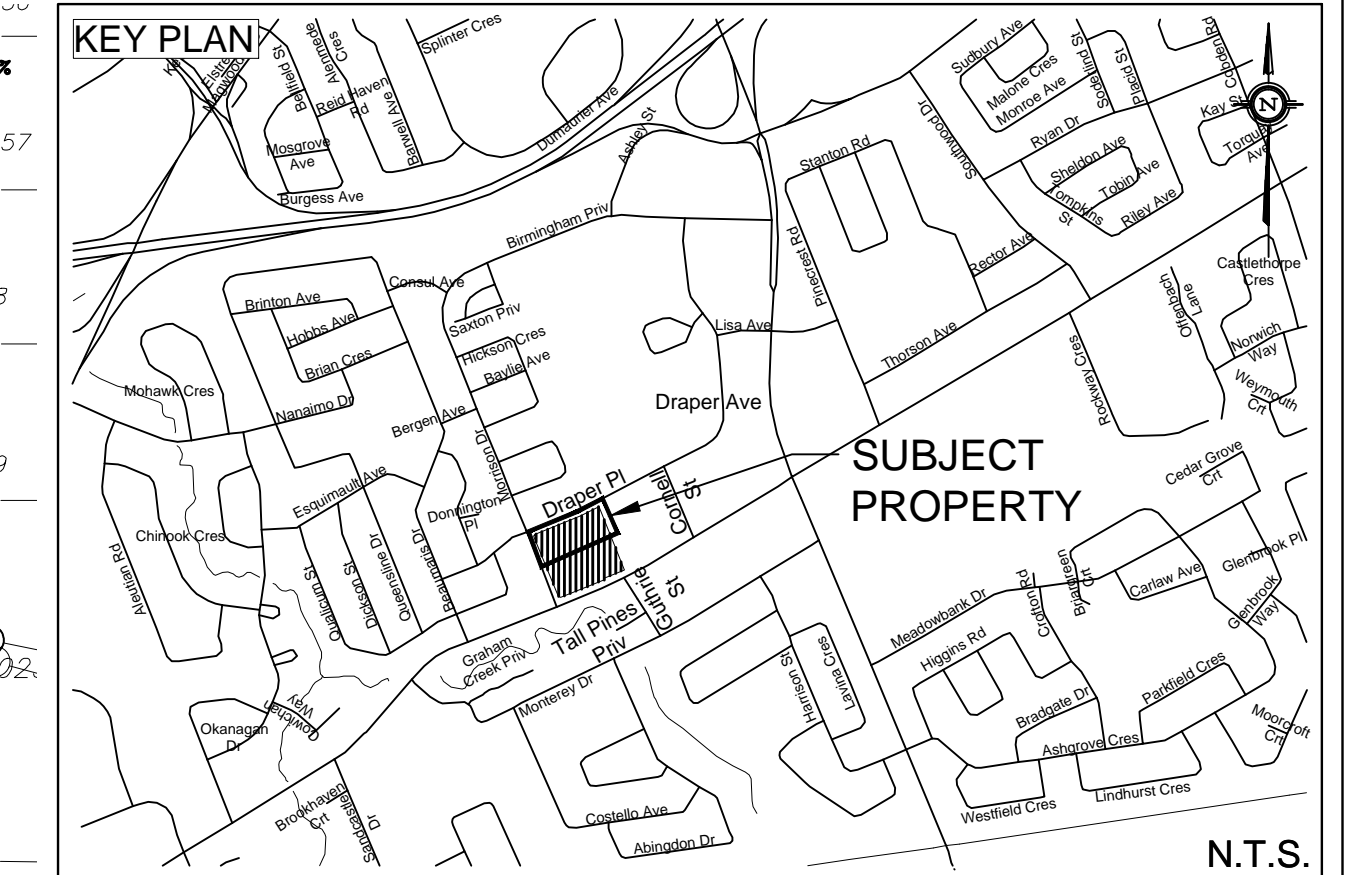 KEY PLAN
%
57
3
9
Bellfield St
Alenmede
Cres
Splinter Cres
Reid Haven
Rd
Barwell Ave
Mosgrove
Ave
Burgess Ave
Dumaurier Ave
Ashley St
Birmingham Priv
Stanton Rd
Southwood Dr
Sudbury Ave
Malone Cres
Monroe Ave
Soderlind St
Placid St
Cobden Rd
N
Kay St
Torquay
Ave
Ryan Dr
Sheldon Ave
Tobin Ave
Tompkins
St
Riley Ave
Rector Ave
Pinecrest Rd
Castlethorpe
Cres
Offenbach
Lane
Norwich
Way
Weymouth
Crt
Consul Ave
Brinton Ave
Hobbs Ave
Brian Cres
Saxton Priv
Hickson Cres
Baylie Ave
Lisa Ave
Thorson Ave
Rockway Cres
Mohawk Cres
Nanaimo Dr
Bergen Ave
Morrison Dr
Draper Ave
SUBJECT
PROPERTY
Cedar Grove
Crt
Esquimault Ave
Donnington
Pl
Draper Pl
Cornell
St
Chinook Cres
Aleutian Rd
Qualicum St
Dickson St
Queensline Dr
Beaumaris Dr
Guthrie
St
Tall Pines
Priv
Graham
Creek Priv
Monterey Dr
Harrison St
Lavina Cres
Meadowbank Dr
Higgins Rd
Crofton Rd
Briargreen
Crt
Carlaw Ave
Glenbrook Pl
Glenbrook
Way
Parkfield Cres
Bradgate Dr
Ashgrove Cres
Moorcroft
Crt
Okanagan
Dr
Cowichan
Way
Brookhaven
Crt
Sandcastle
Dr
Costello Ave
Abingdon Dr
Westfield Cres
Lindhurst Cres
N.T.S.